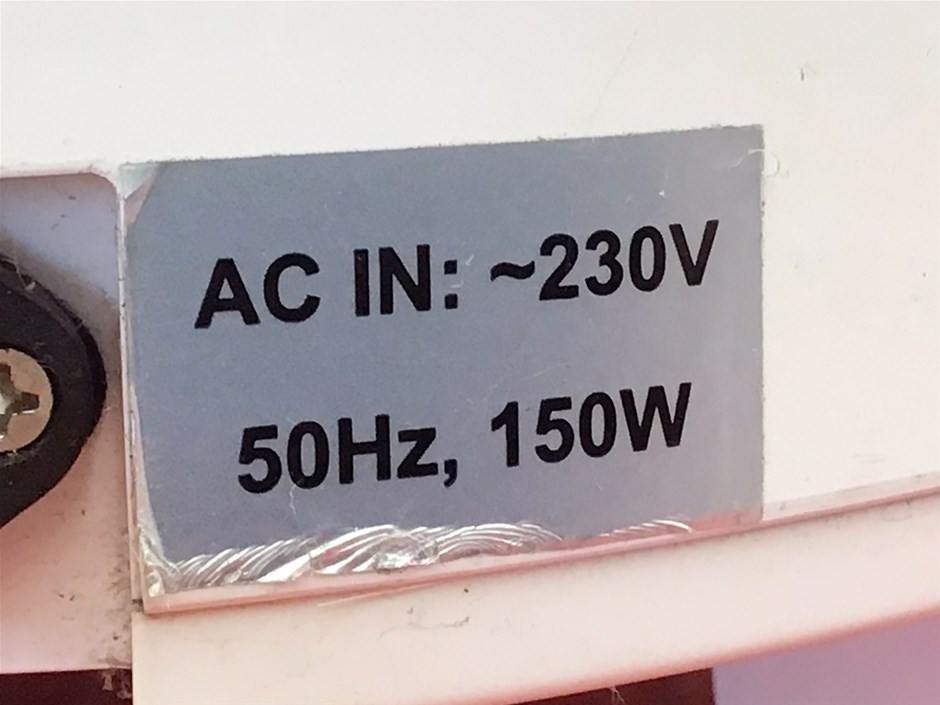 AC IN: ~230V
50Hz, 150W